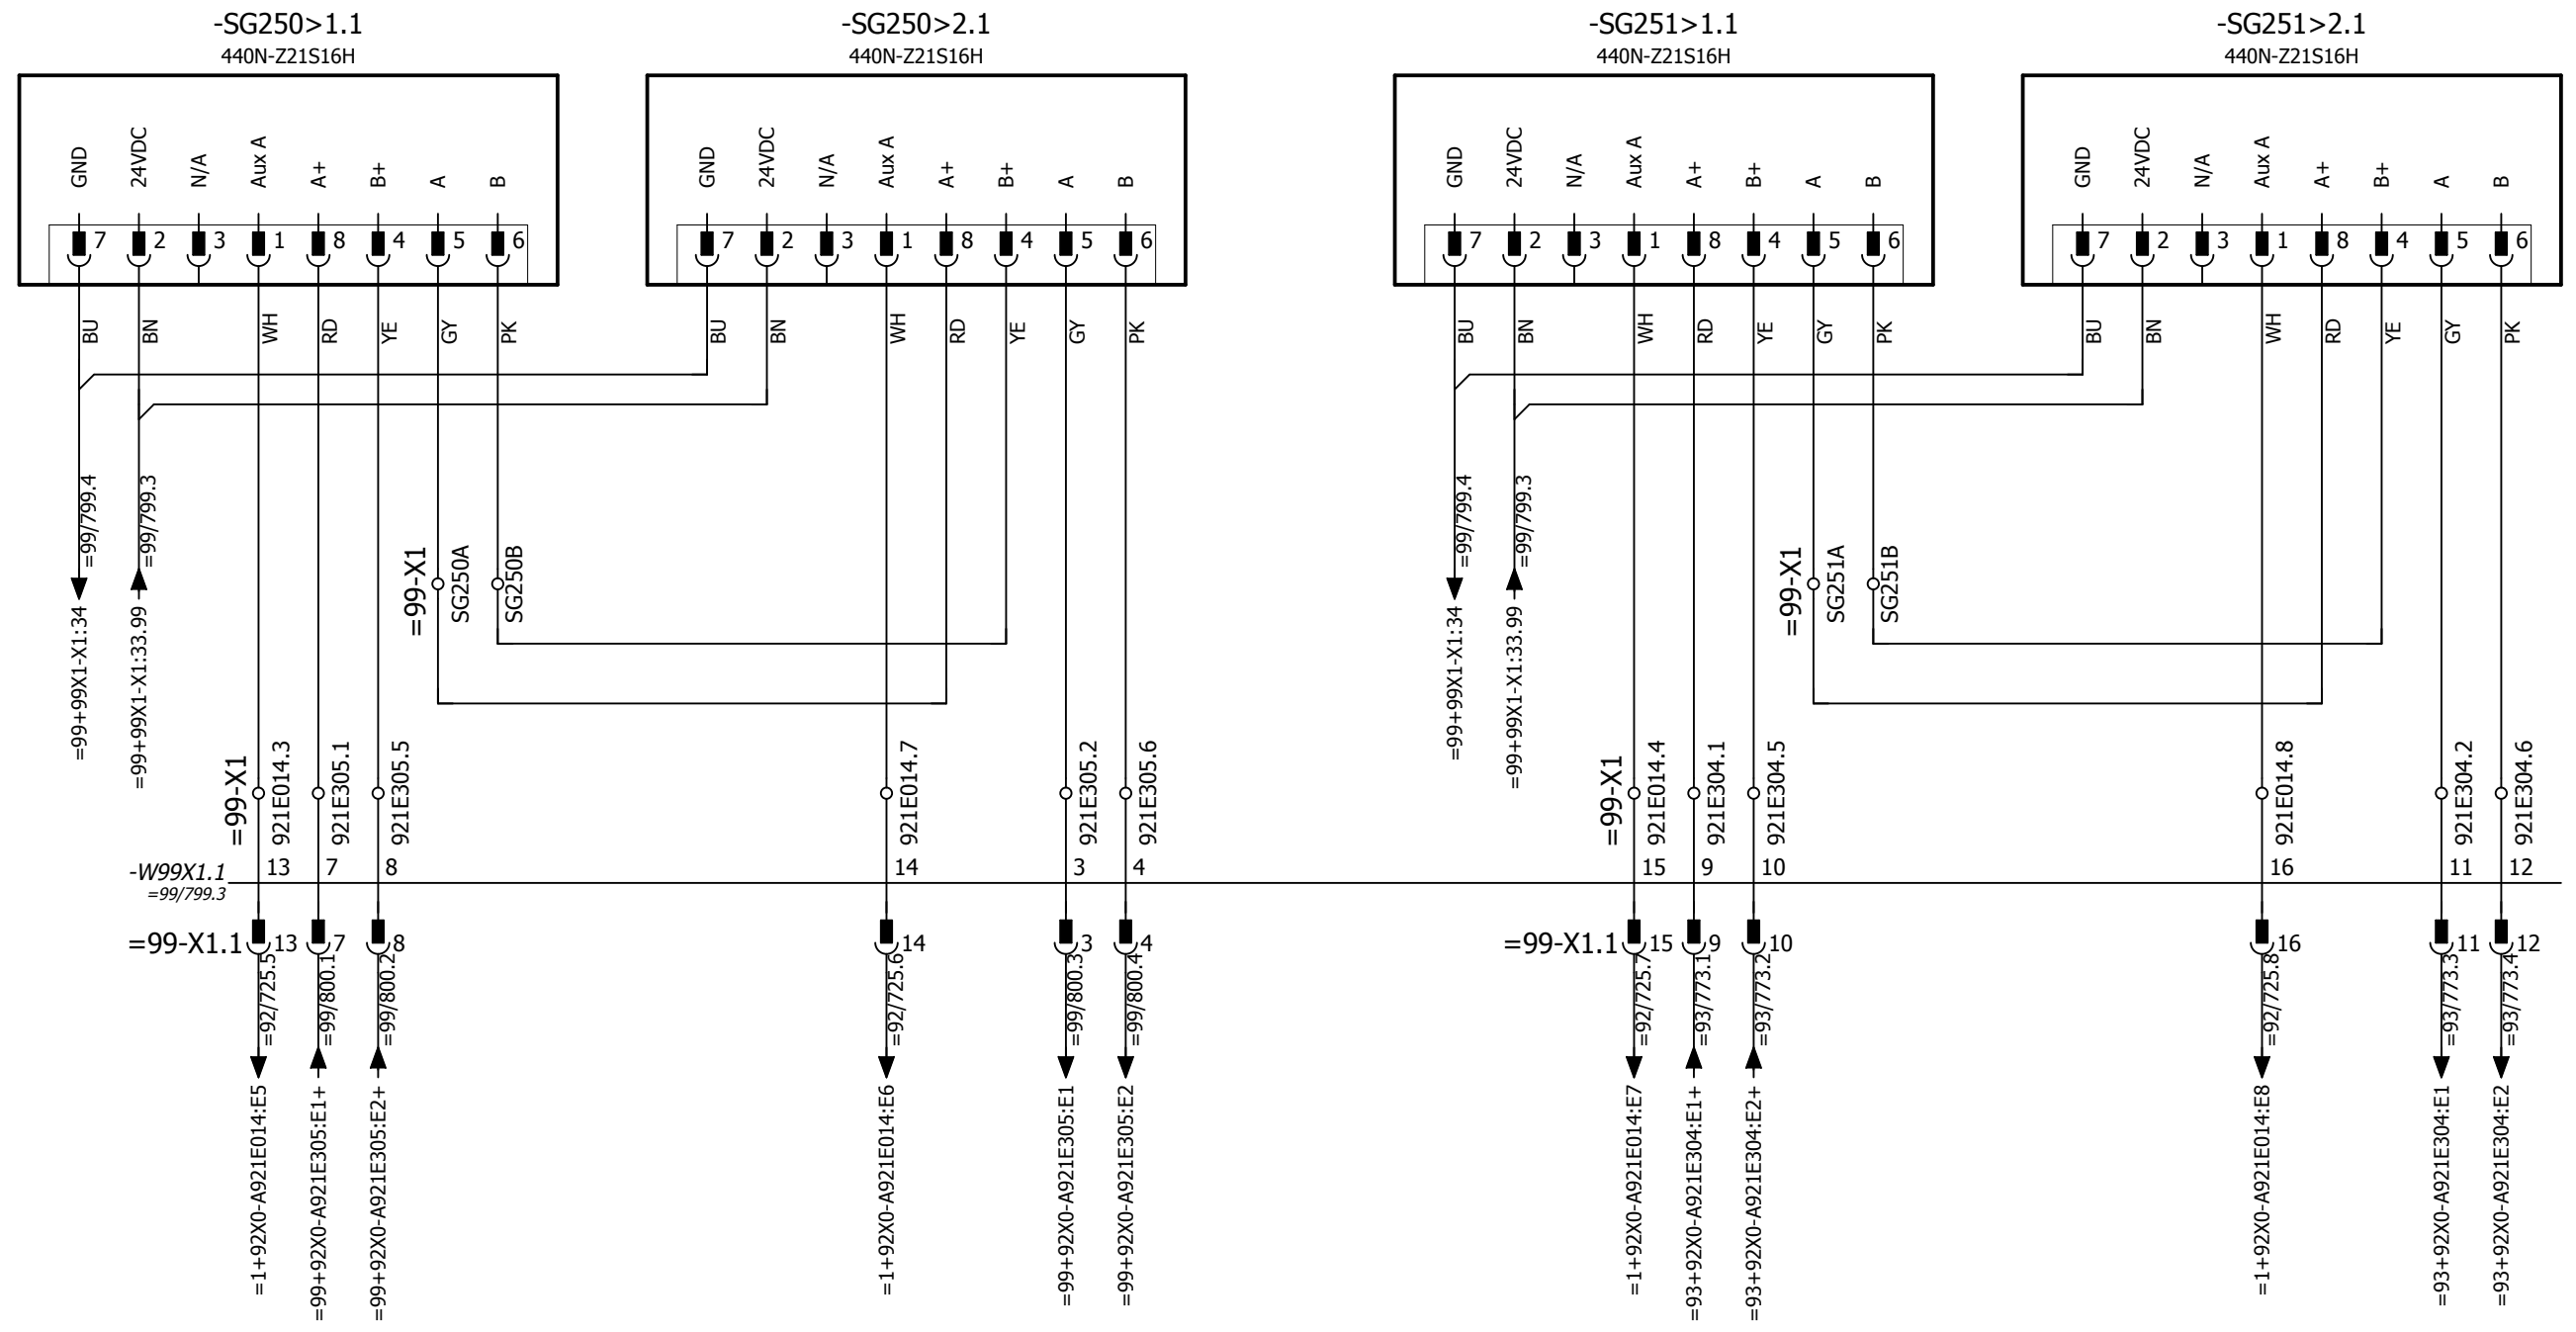 -SG250>1.1
440N-Z21S16H
-SG250>2.1
440N-Z21S16H
-SG251>1.1
440N-Z21S16H
-SG251>2.1
440N-Z21S16H
GND 24VDC N/A Aux A A+ B+ A B
GND 24VDC N/A Aux A A+ B+ A B
GND 24VDC N/A Aux A A+ B+ A B
GND 24VDC N/A Aux A A+ B+ A B
7 2 3 1 8 4 5 6
7 2 3 1 8 4 5 6
7 2 3 1 8 4 5 6
7 2 3 1 8 4 5 6
BU BN WH RD YE GY PK
BU BN WH RD YE GY PK
BU BN WH RD YE GY PK
BU BN WH RD YE GY PK
=99/799.4
=99/799.3
=99/799.4
=99/799.3
=99-X1
SG250A
SG250B
=99-X1
SG251A
SG251B
=99+99X1-X1:34
=99+99X1-X1:33.99
=99+99X1-X1:34
=99+99X1-X1:33.99
=99-X1
921E014.3
921E305.1
921E305.5
921E014.7
921E305.2
921E305.6
=99-X1
921E014.4
921E304.1
921E304.5
921E014.8
921E304.2
921E304.6
-W99X1.1
=99/799.3
13 7 8 14 3 4 15 9 10 16 11 12
=99-X1.1 13 7 8 14 3 4
=99-X1.1 15 9 10 16 11 12
=92/725.5
=99/800.1
=99/800.2
=92/725.6
=99/800.3
=99/800.4
=92/725.7
=93/773.1
=93/773.2
=92/725.8
=93/773.3
=93/773.4
=1+92X0-A921E014:E5
=99+92X0-A921E305:E1+
=99+92X0-A921E305:E2+
=1+92X0-A921E014:E6
=99+92X0-A921E305:E1
=99+92X0-A921E305:E2
=1+92X0-A921E014:E7
=93+92X0-A921E304:E1+
=93+92X0-A921E304:E2+
=1+92X0-A921E014:E8
=93+92X0-A921E304:E1
=93+92X0-A921E304:E2